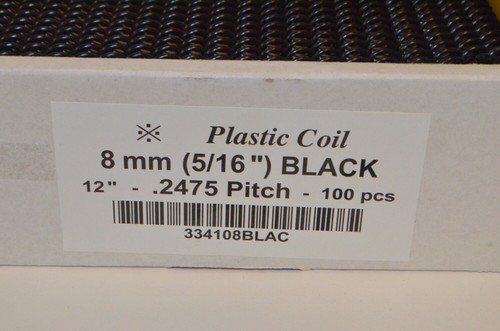 ※ Plastic Coil
8 mm (5/16") BLACK
12" - .2475 Pitch - 100 pcs
334108BLAC